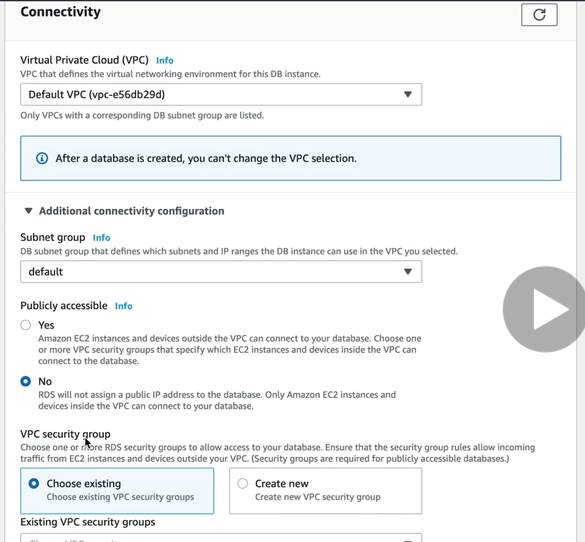 Connectivity
Virtual Private Cloud (VPC) Info
VPC that defines the virtual networking environment for this DB instance.
Default VPC (vpc-e56db29d)
Only VPCs with a corresponding DB subnet group are listed.
After a database is created, you can't change the VPC selection.
Additional connectivity configuration
Subnet group Info
DB subnet group that defines which subnets and IP ranges the DB instance can use in the VPC you selected.
default
Publicly accessible Info
Yes
Amazon EC2 instances and devices outside the VPC can connect to your database. Choose one
or more VPC security groups that specify which EC2 instances and devices inside the VPC can
connect to the database.
No
RDS will not assign a public IP address to the database. Only Amazon EC2 instances and
devices inside the VPC can connect to your database.
VPC security group
Choose one or more RDS security groups to allow access to your database. Ensure that the security group rules allow incoming
traffic from EC2 instances and devices outside your VPC. (Security groups are required for publicly accessible databases.)
Choose existing
Choose existing VPC security groups
Create new
Create new VPC security group
Existing VPC security groups